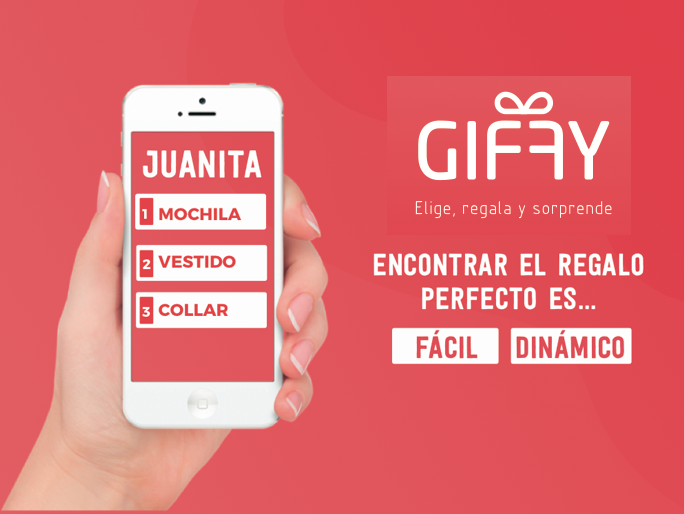 JUANITA
1 MOCHILA
2 VESTIDO
3 COLLAR
GIFFY
Elige, regala y sorprende
ENCONTRAR EL REGALO
PERFECTO ES...
FÁCIL DINÁMICO